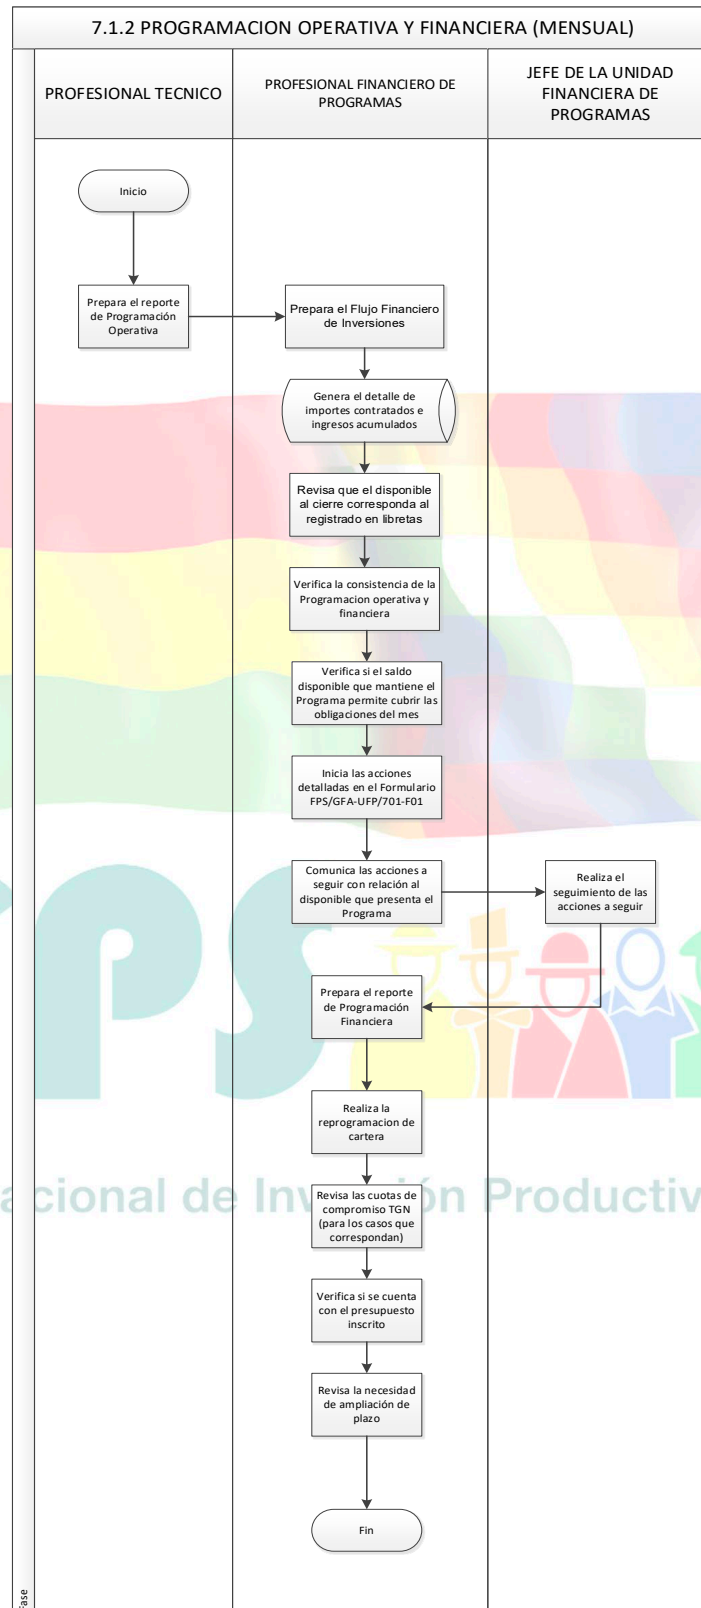 7.1.2 PROGRAMACION OPERATIVA Y FINANCIERA (MENSUAL)
PROFESIONAL TECNICO
PROFESIONAL FINANCIERO DE
PROGRAMAS
JEFE DE LA UNIDAD
FINANCIERA DE
PROGRAMAS
Inicio
Prepara el reporte
de Programación
Operativa
Prepara el Flujo Financiero
de Inversiones
Genera el detalle de
importes contratados e
ingresos acumulados
Revisa que el disponible
al cierre corresponda al
registrado en libretas
Verifica la consistencia de la
Programacion operativa y
financiera
Verifica si el saldo
disponible que mantiene el
Programa permite cubrir las
obligaciones del mes
Inicia las acciones
detalladas en el Formulario
FPS/GFA-UFP/701-F01
Comunica las acciones a
seguir con relación al
disponible que presenta el
Programa
Realiza el
seguimiento de las
acciones a seguir
Prepara el reporte
de Programación
Financiera
Realiza la
reprogramacion de
cartera
Revisa las cuotas de
compromiso TGN
(para los casos que
correspondan)
Verifica si se cuenta
con el presupuesto
inscrito
Revisa la necesidad
de ampliación de
plazo
Fin
Fase
PS
acional de Inv ón Productiv